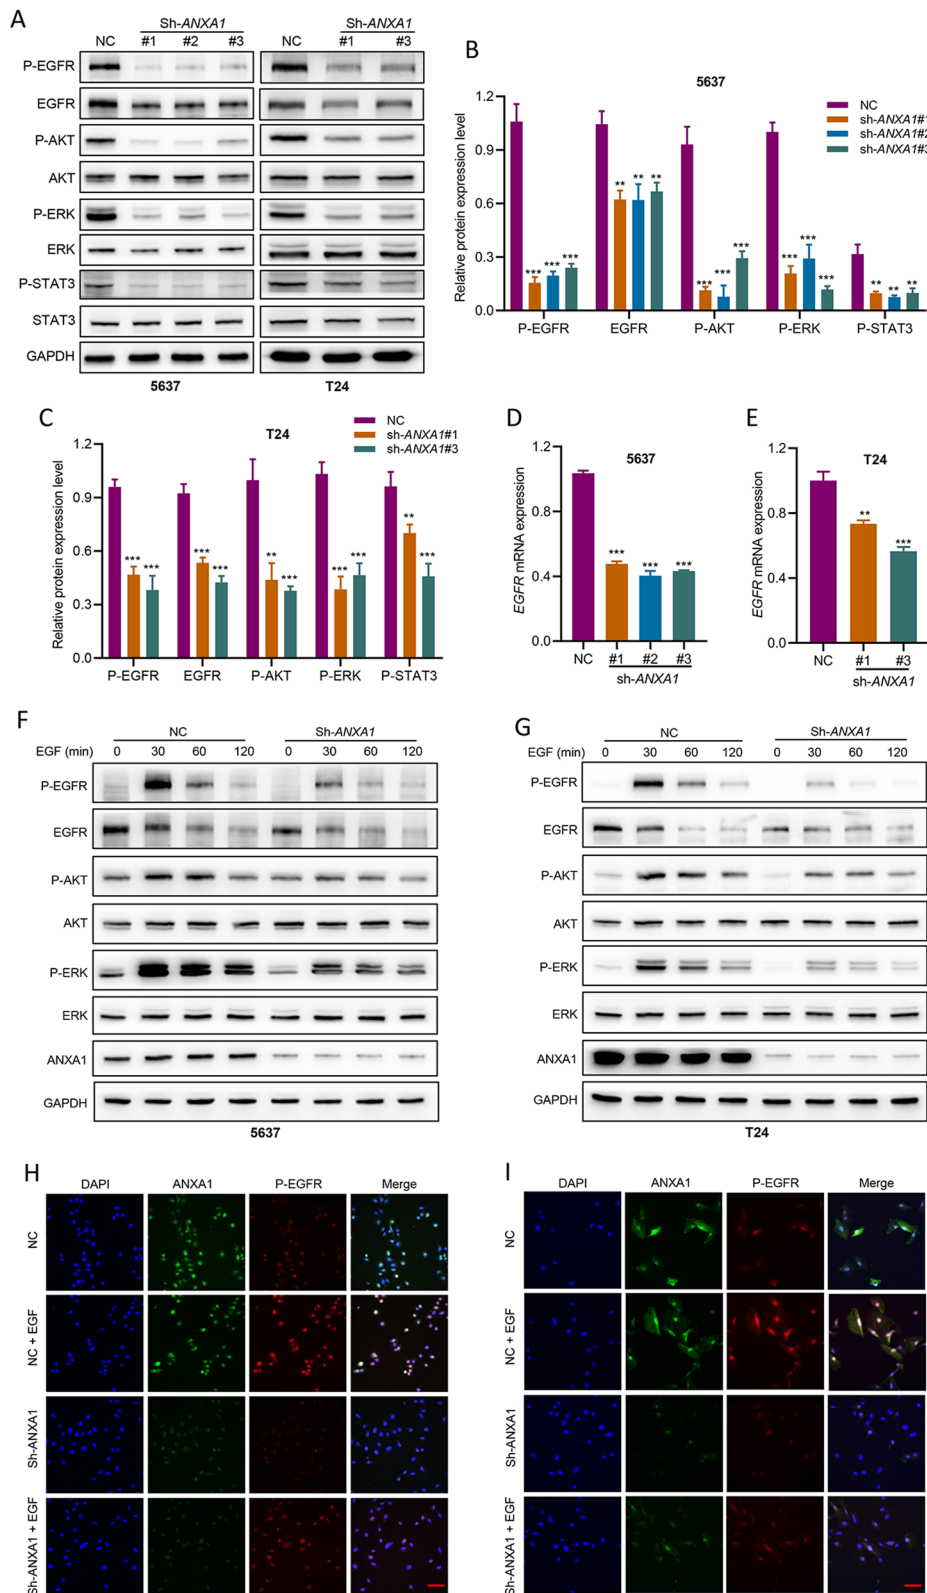 A
Sh-ANXA1
NC #1 #2 #3 NC #1 #3
P-EGFR
EGFR
P-AKT
AKT
P-ERK
ERK
P-STAT3
STAT3
GAPDH
5637 T24
B
5637
NC
sh-ANXA1#1
sh-ANXA1#2
sh-ANXA1#3
Relative protein expression level
1.2
0.9
0.6
0.3
0.0
*** *** *** ** ** ** *** *** *** *** *** *** ** ** **
P-EGFR EGFR P-AKT P-ERK P-STAT3
C
T24
NC
sh-ANXA1#1
sh-ANXA1#3
Relative protein expression level
1.2
0.9
0.6
0.3
0.0
*** *** *** *** ** *** *** *** ** ***
P-EGFR EGFR P-AKT P-ERK P-STAT3
D
5637
EGFR mRNA expression
1.2
0.8
0.4
0.0
*** *** ***
NC #1 #2 #3
sh-ANXA1
E
T24
EGFR mRNA expression
1.2
0.9
0.6
0.3
0.0
** ***
NC #1 #3
sh-ANXA1
F
NC Sh-ANXA1
EGF (min) 0 30 60 120 0 30 60 120
P-EGFR
EGFR
P-AKT
AKT
P-ERK
ERK
ANXA1
GAPDH
5637
G
NC Sh-ANXA1
EGF (min) 0 30 60 120 0 30 60 120
P-EGFR
EGFR
P-AKT
AKT
P-ERK
ERK
ANXA1
GAPDH
T24
H
DAPI ANXA1 P-EGFR Merge
NC
NC + EGF
Sh-ANXA1
Sh-ANXA1 + EGF
I
DAPI ANXA1 P-EGFR Merge
NC
NC + EGF
Sh-ANXA1
Sh-ANXA1 + EGF